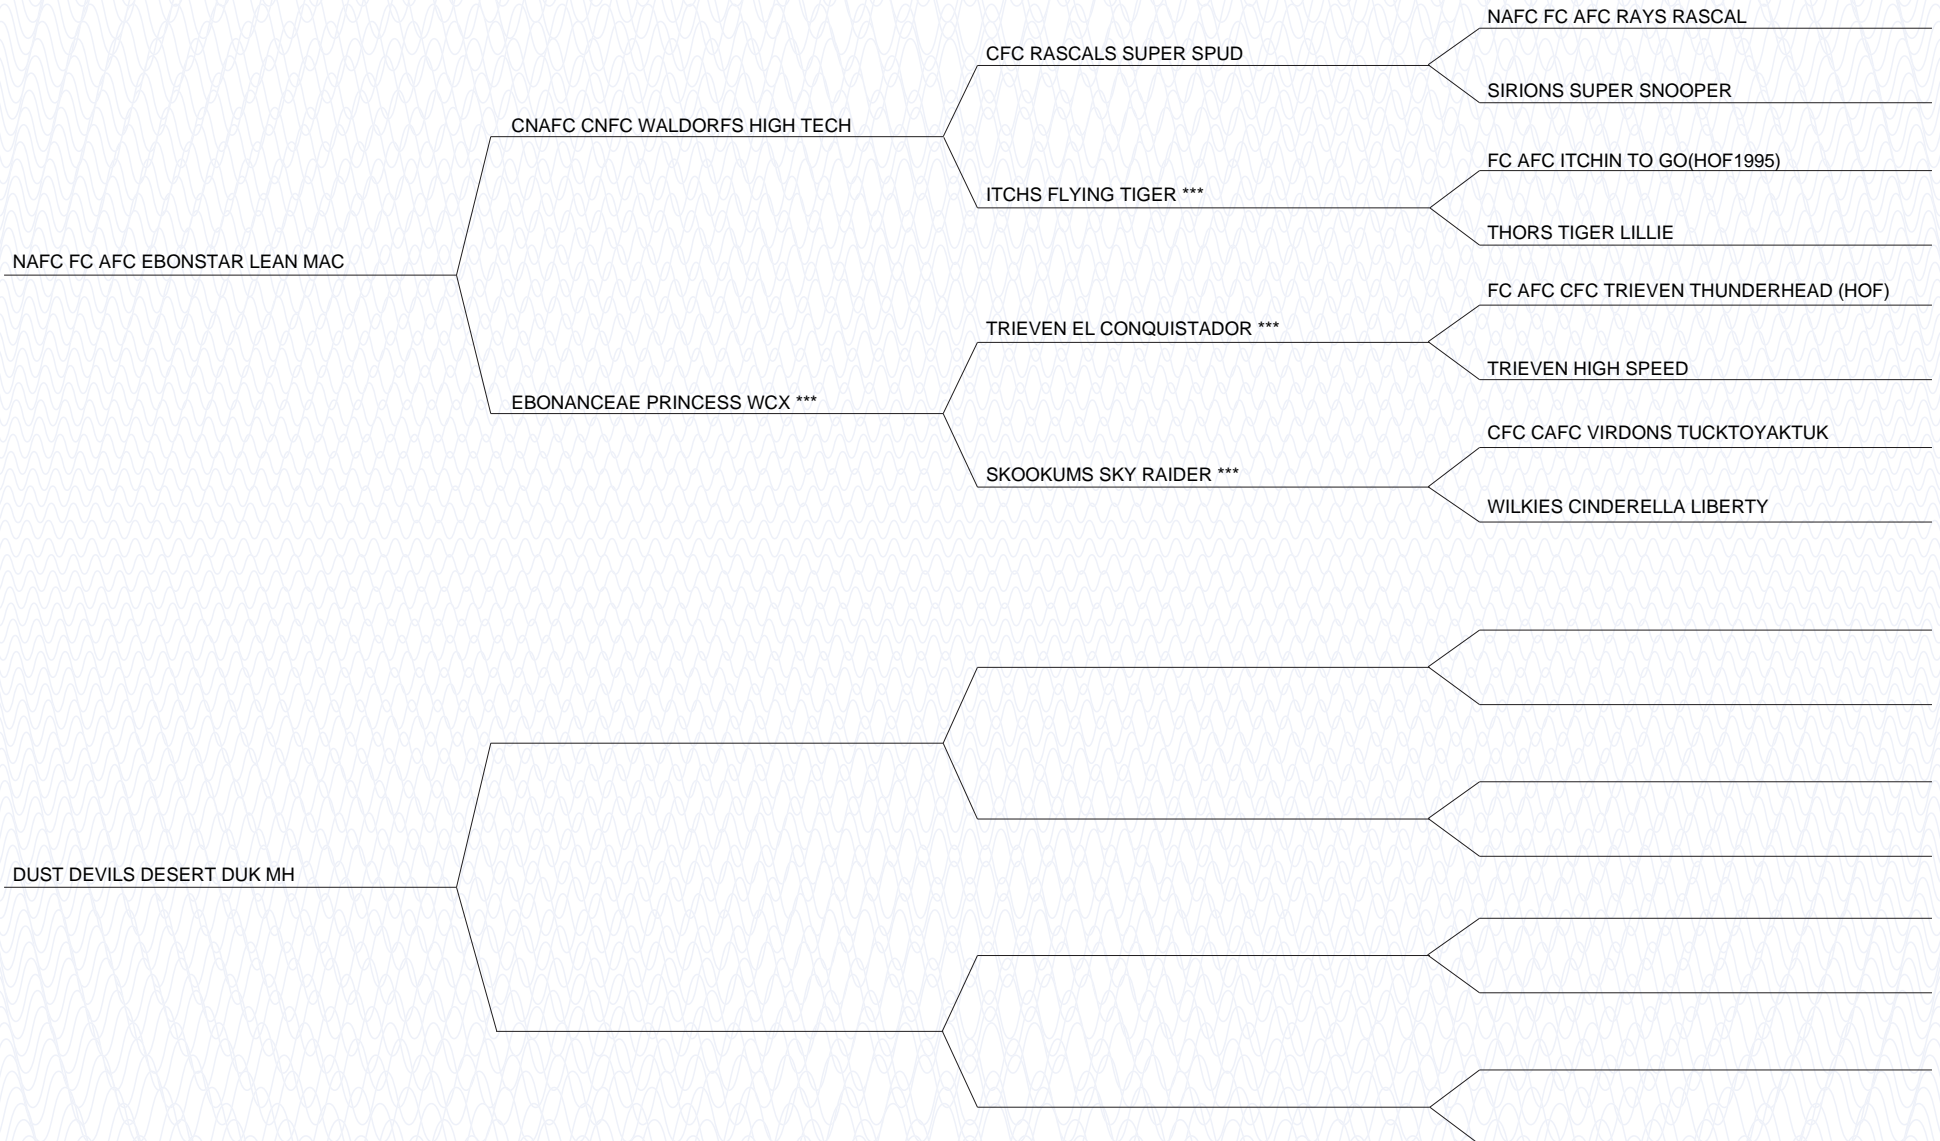 NAFC FC AFC RAYS RASCAL
CFC RASCALS SUPER SPUD
SIRIONS SUPER SNOOPER
CNAFC CNFC WALDORFS HIGH TECH
FC AFC ITCHIN TO GO(HOF1995)
ITCHS FLYING TIGER ***
THORS TIGER LILLIE
NAFC FC AFC EBONSTAR LEAN MAC
FC AFC CFC TRIEVEN THUNDERHEAD (HOF)
TRIEVEN EL CONQUISTADOR ***
TRIEVEN HIGH SPEED
EBONANCEAE PRINCESS WCX ***
CFC CAFC VIRDONS TUCKTOYAKTUK
SKOOKUMS SKY RAIDER ***
WILKIES CINDERELLA LIBERTY
DUST DEVILS DESERT DUK MH